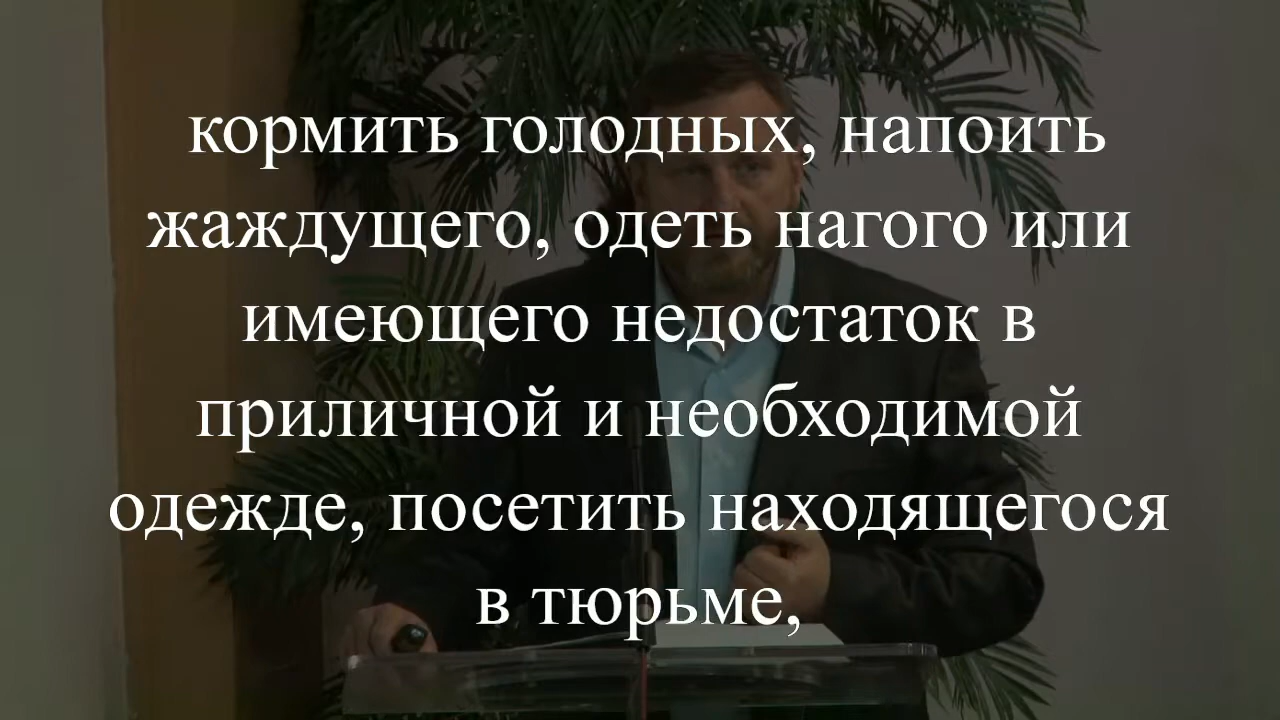 кормить голодных, напоить
жаждущего, одеть нагого или
имеющего недостаток в
приличной и необходимой
одежде, посетить находящегося
в тюрьме,